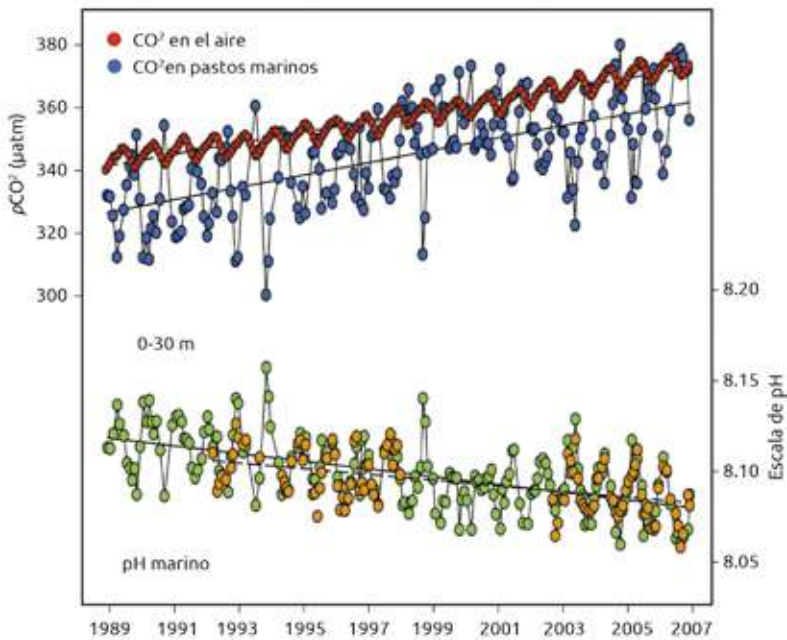 CO² en el aire
CO²en pastos marinos
380
360
340
320
300
ρCO² (µatm)
0-30 m
8.20
8.15
8.10
8.05
Escala de pH
pH marino
1989 1991 1993 1995 1997 1999 2001 2003 2005 2007